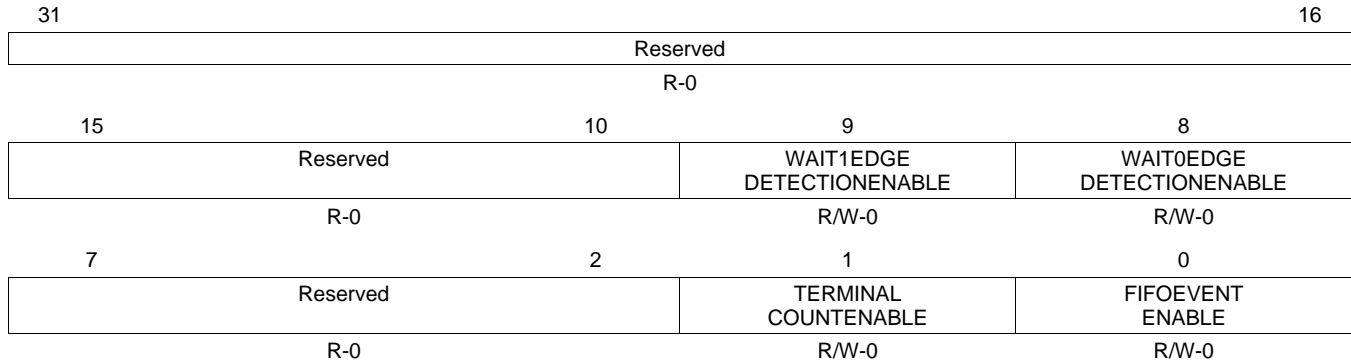 31 16
Reserved
R-0
15 10 9 8
Reserved WAIT1EDGE WAIT0EDGE
DETECTIONENABLE DETECTIONENABLE
R-0 R/W-0 R/W-0
7 2 1 0
Reserved TERMINAL FIFOEVENT
COUNTENABLE ENABLE
R-0 R/W-0 R/W-0